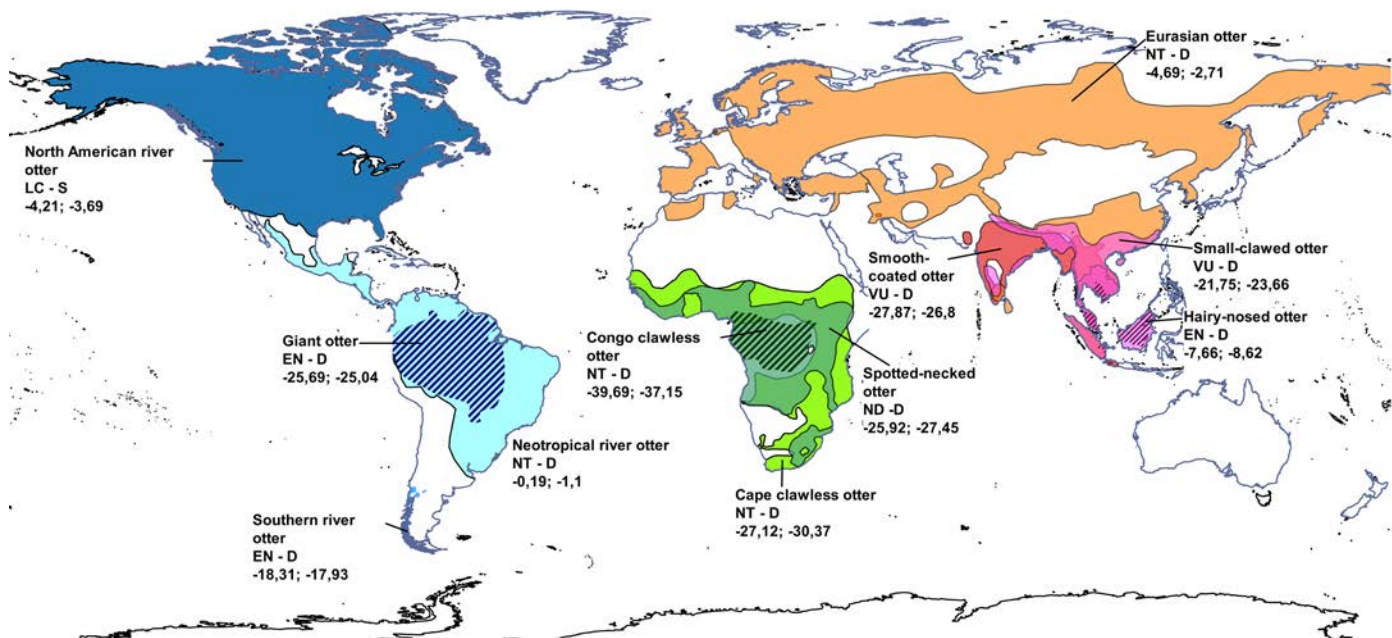 Eurasian otter
NT - D
-4,69; -2,71
North American river
otter
LC - S
-4,21; -3,69
Smooth-
coated otter
VU - D
-27,87; -26,8
Small-clawed otter
VU - D
-21,75; -23,66
Hairy-nosed otter
EN - D
-7,66; -8,62
Giant otter
EN - D
-25,69; -25,04
Congo clawless
otter
NT - D
-39,69; -37,15
Spotted-necked
otter
ND -D
-25,92; -27,45
Neotropical river otter
NT - D
-0,19; -1,1
Cape clawless otter
NT - D
-27,12; -30,37
Southern river
otter
EN - D
-18,31; -17,93